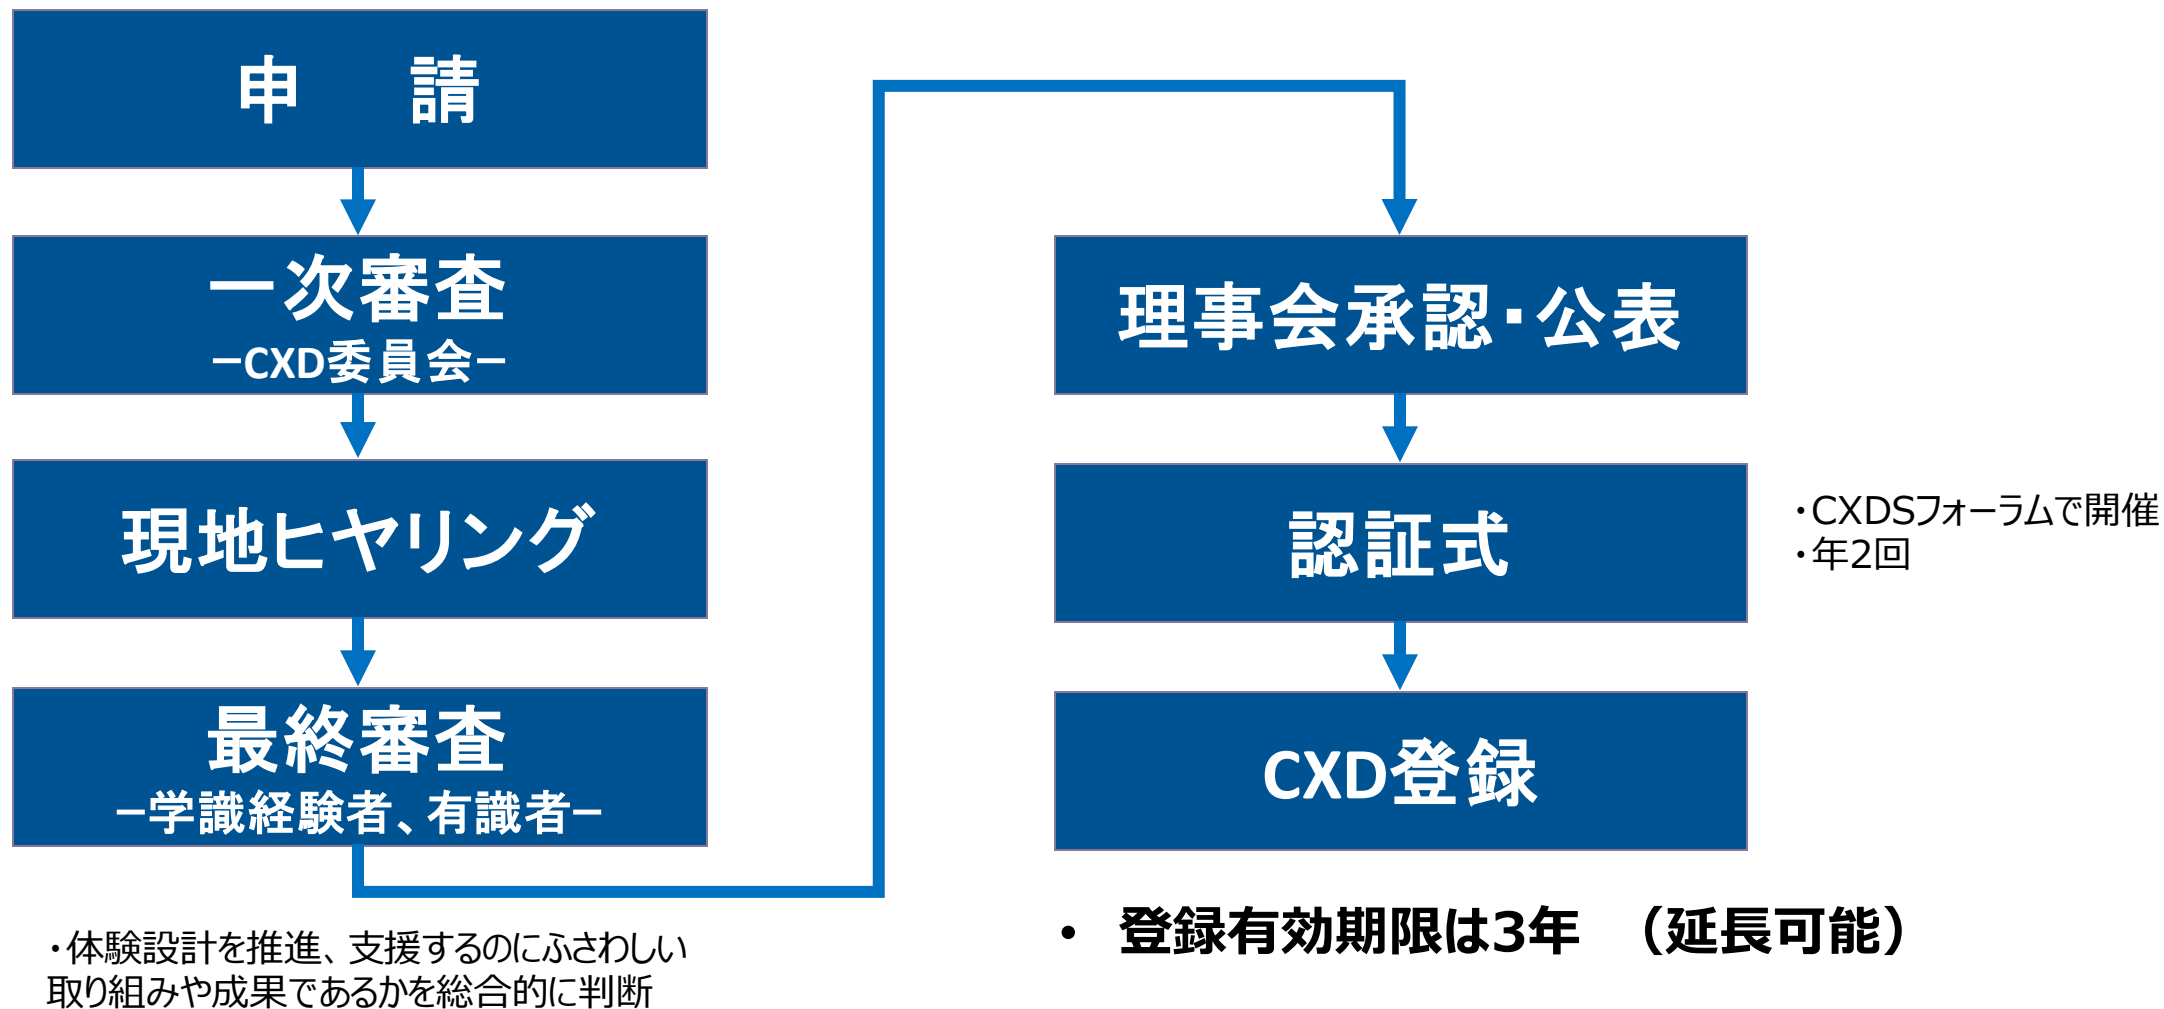 申　　請
一次審査
－CXD委員会－
現地ヒヤリング
最終審査
－学識経験者、有識者－
・体験設計を推進、支援するのにふさわしい
取り組みや成果であるかを総合的に判断
理事会承認・公表
認証式
・CXDSフォーラムで開催
・年2回
CXD登録
• 登録有効期限は3年　（延長可能）